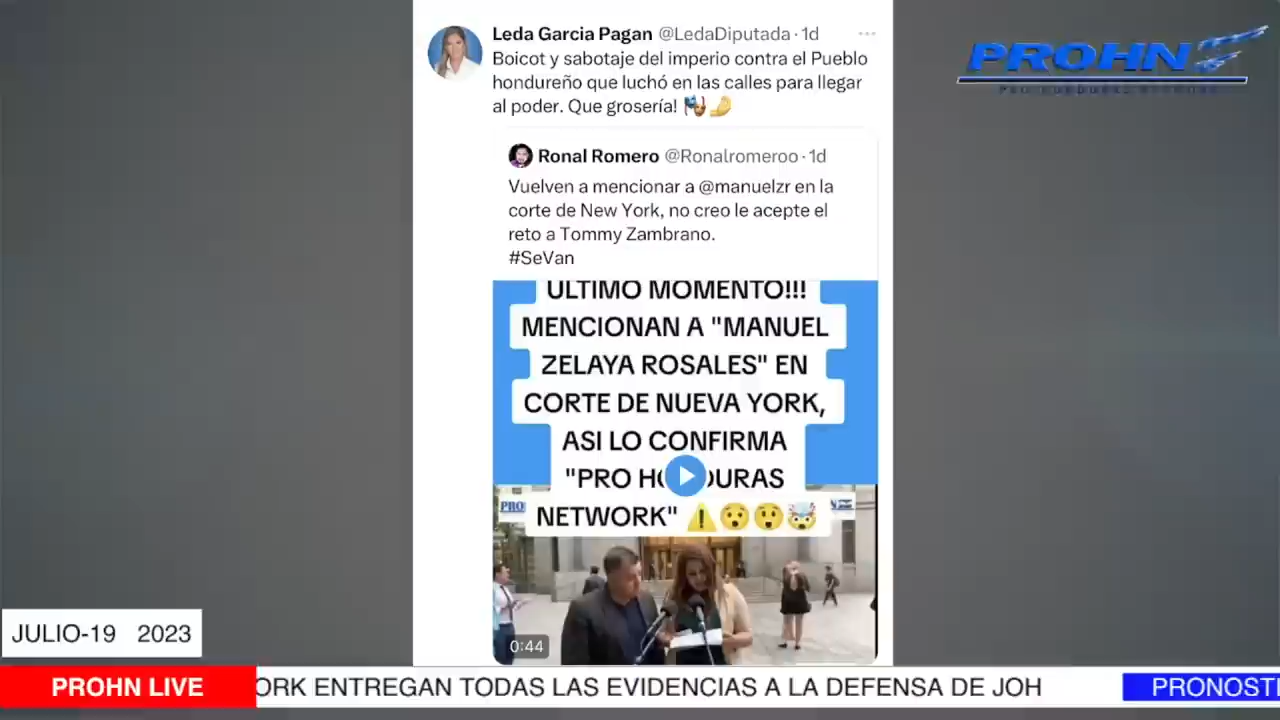 Leda Garcia Pagan @LedaDiputada · 1d
Boicot y sabotaje del imperio contra el Pueblo
hondureño que luchó en las calles para llegar
al poder. Que grosería!
PROHN
Ronal Romero @Ronalromeroo · 1d
Vuelven a mencionar a @manuelzr en la
corte de New York, no creo le acepte el
reto a Tommy Zambrano.
#SeVan
ULTIMO MOMENTO!!!
MENCIONAN A "MANUEL
ZELAYA ROSALES" EN
CORTE DE NUEVA YORK,
ASI LO CONFIRMA
"PRO
NETWORK"
PRO
0:44
JULIO-19 2023
PROHN LIVE
ORK ENTREGAN TODAS LAS EVIDENCIAS A LA DEFENSA DE JOH
PRONOSTI